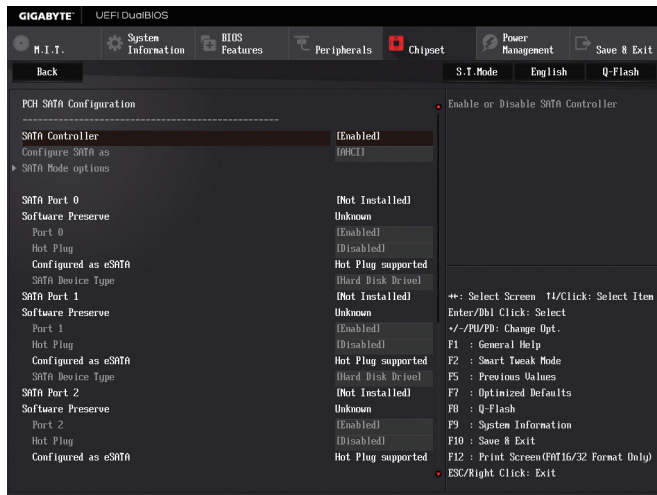 GIGABYTE™ UEFI DualBIOS
M.I.T.
System Information
BIOS Features
Peripherals
Chipset
Power Management
Save & Exit
Back
S.T.Mode English Q-Flash
PCH SATA Configuration
------------------------------------------------
SATA Controller [Enabled]
Configure SATA as [AHCI]
SATA Mode options
SATA Port 0 [Not Installed]
Software Preserve Unknown
Port 0 [Enabled]
Hot Plug [Disabled]
Configured as eSATA Hot Plug supported
SATA Device Type [Hard Disk Drive]
SATA Port 1 [Not Installed]
Software Preserve Unknown
Port 1 [Enabled]
Hot Plug [Disabled]
Configured as eSATA Hot Plug supported
SATA Device Type [Hard Disk Drive]
SATA Port 2 [Not Installed]
Software Preserve Unknown
Port 2 [Enabled]
Hot Plug [Disabled]
Configured as eSATA Hot Plug supported
Enable or Disable SATA Controller
→←: Select Screen ↑↓/Click: Select Item
Enter/Dbl Click: Select
+/-/PU/PD: Change Opt.
F1 : General Help
F2 : Smart Tweak Mode
F5 : Previous Values
F7 : Optimized Defaults
F8 : Q-Flash
F9 : System Information
F10 : Save & Exit
F12 : Print Screen(FAT16/32 Format Only)
ESC/Right Click: Exit